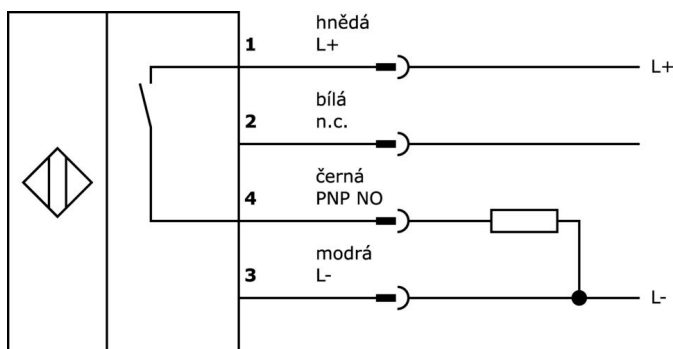 hnědá
1 L+
L+
bílá
2 n.c.
černá
4 PNP NO
modrá
3 L-
L-